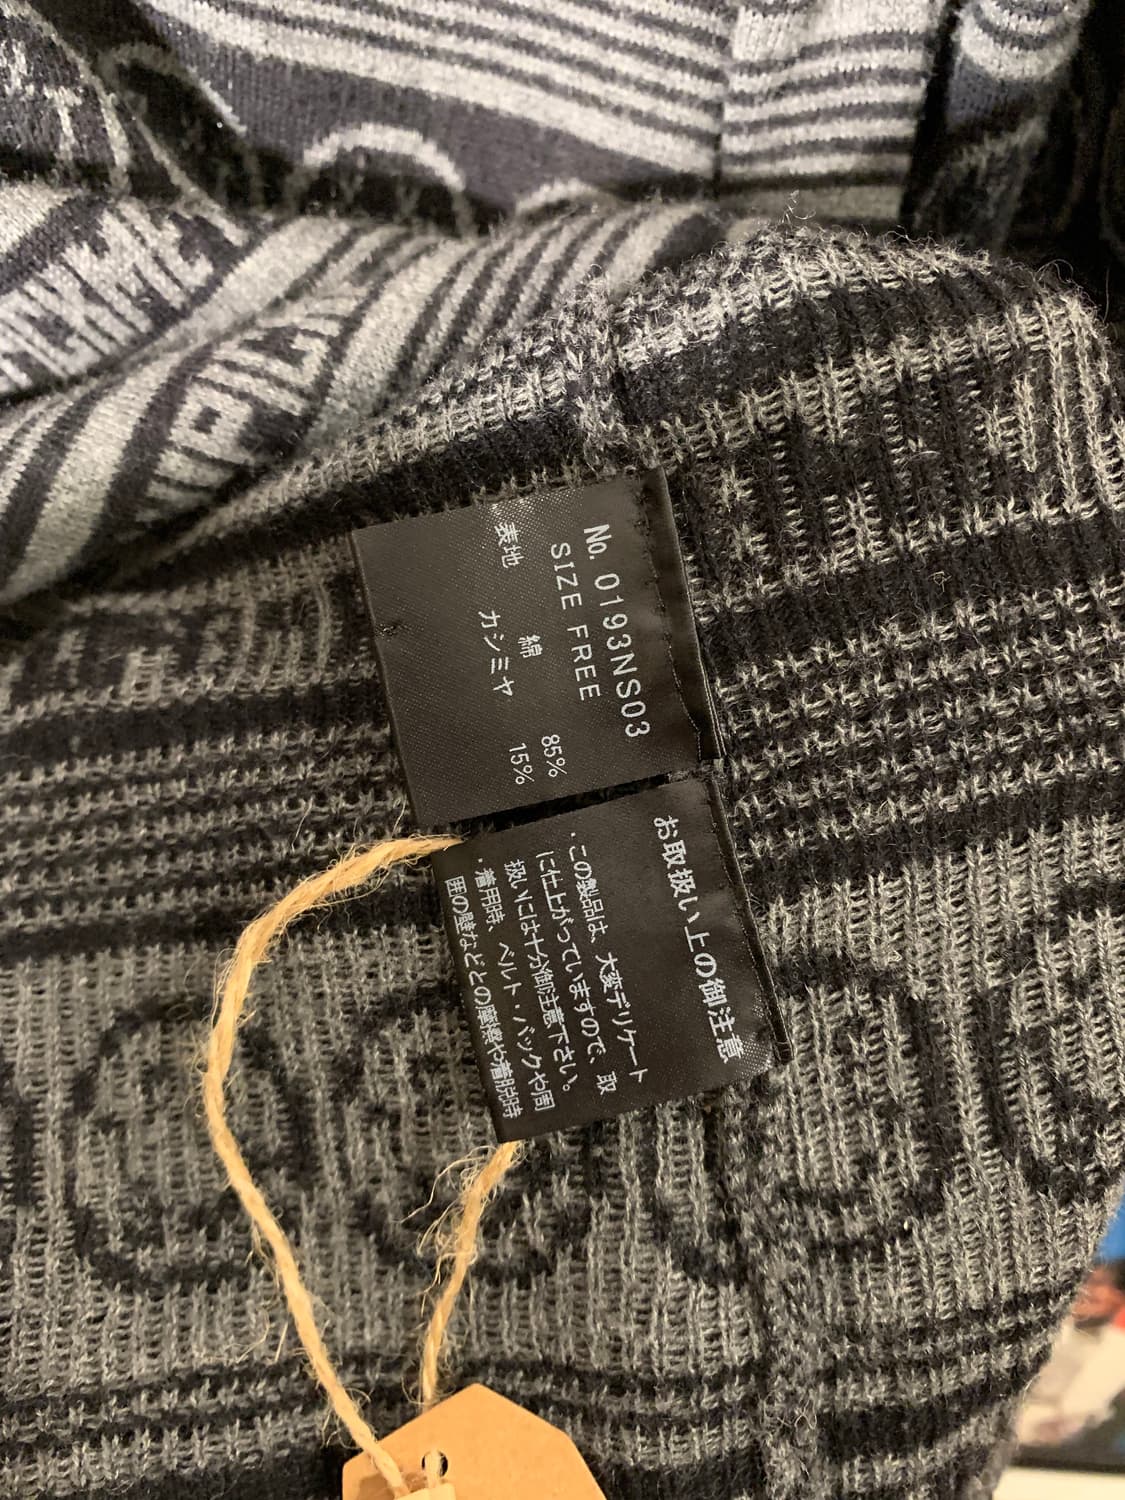 No. 0193NS03
SIZE FREE
表地 綿 85%
カシミヤ 15%
お取扱い上の御注意
・この製品は、大変デリケート
に仕上がっていますので、取
扱いには十分御注意下さい。
・着用時、ベルト・バックや周
囲の壁などとの摩擦や着脱時